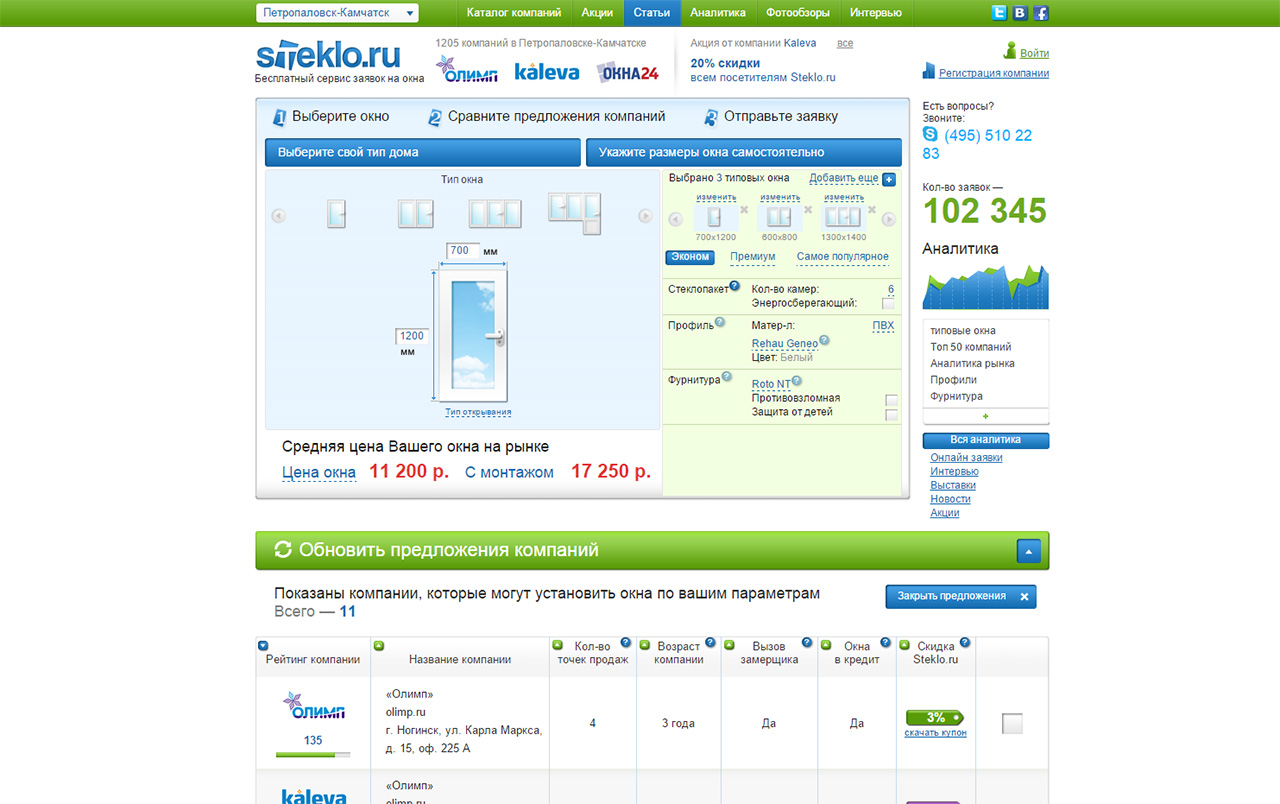 Петропаловск-Камчатск
Каталог компаний
Акции
Статьи
Аналитика
Фотообзоры
Интервью
steklo.ru
Бесплатный сервис заявок на окна
1205 компаний в Петропаловске-Камчатске
ОЛИМП
kaleva
ОКНА24
Акция от компании Kaleva
все
20% скидки
всем посетителям Steklo.ru
Войти
Регистрация компании
1 Выберите окно
2 Сравните предложения компаний
3 Отправьте заявку
Выберите свой тип дома
Укажите размеры окна самостоятельно
Тип окна
700 мм
1200
мм
Тип открывания
Средняя цена Вашего окна на рынке
Цена окна 11 200 р. С монтажом 17 250 р.
Выбрано 3 типовых окна
Добавить еще +
изменить изменить изменить
700х1200 600х800 1300х1400
Эконом Премиум Самое популярное
Стеклопакет ?
Кол-во камер: 6
Энергосберегающий:
Профиль ?
Матер-л: ПВХ
Rehau Geneo ?
Цвет: Белый
Фурнитура ?
Roto NT ?
Противовзломная
Защита от детей
Есть вопросы?
Звоните:
(495) 510 22
83
Кол-во заявок —
102 345
Аналитика
типовые окна
Топ 50 компаний
Аналитика рынка
Профили
Фурнитура
+
Вся аналитика
Онлайн заявки
Интервью
Выставки
Новости
Акции
Обновить предложения компаний
Показаны компании, которые могут установить окна по вашим параметрам
Всего — 11
Закрыть предложения ×
Рейтинг компании
Название компании
Кол-во ?
точек продаж
Возраст ?
компании
Вызов ?
замерщика
Окна ?
в кредит
Скидка ?
Steklo.ru
ОЛИМП
135
«Олимп»
olimp.ru
г. Ногинск, ул. Карла Маркса,
д. 15, оф. 225 А
4
3 года
Да
Да
3%
скачать купон
kaleva
«Олимп»
olimp.ru